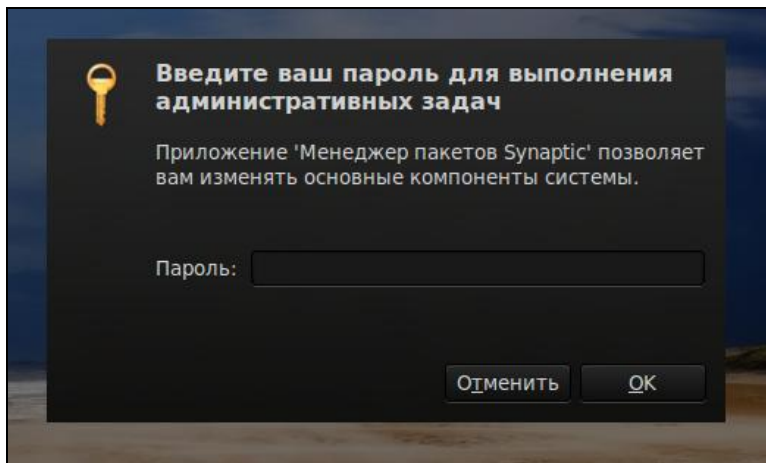 Введите ваш пароль для выполнения
административных задач
Приложение 'Менеджер пакетов Synaptic' позволяет
вам изменять основные компоненты системы.
Пароль:
Отменить OK